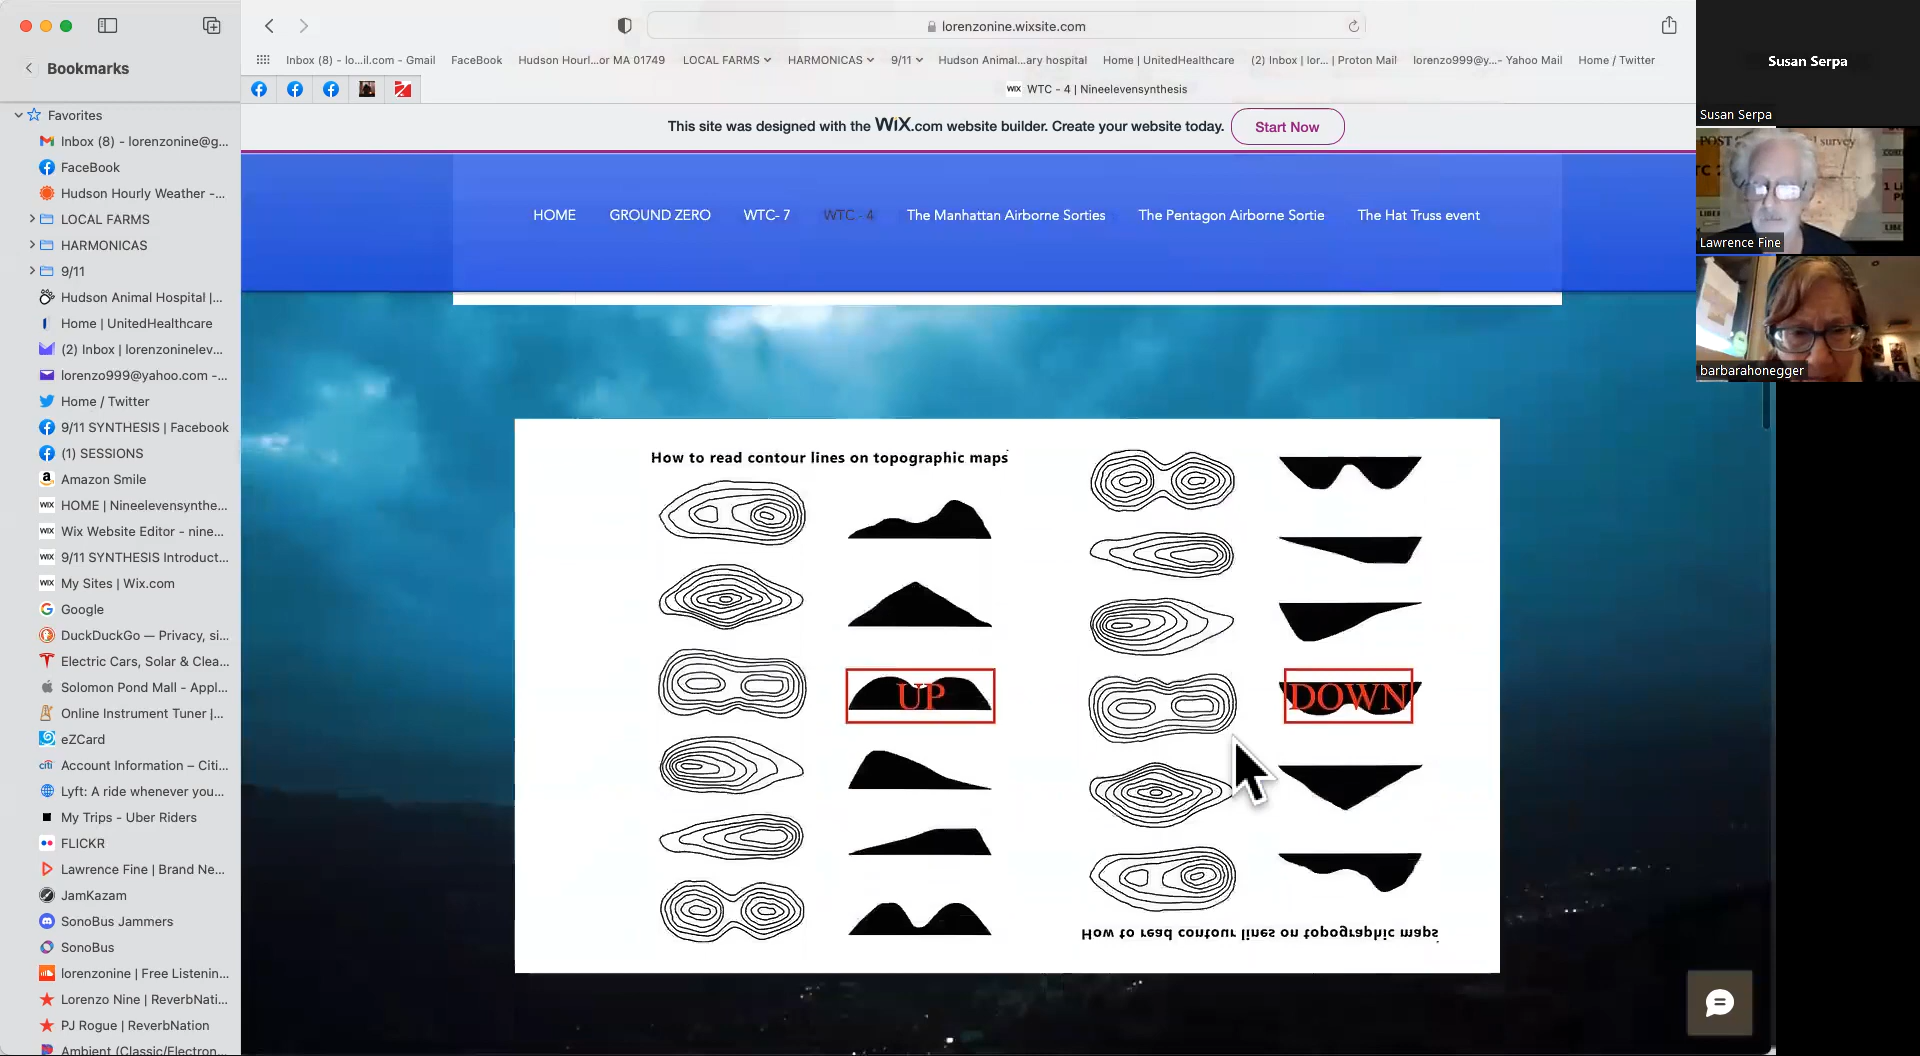 Bookmarks
Favorites
Inbox (8) - lorenzonine@g...
FaceBook
Hudson Hourly Weather -...
LOCAL FARMS
HARMONICAS
9/11
Hudson Animal Hospital |...
Home | UnitedHealthcare
(2) Inbox | lorenzoninelev...
lorenzo999@yahoo.com -...
Home / Twitter
9/11 SYNTHESIS | Facebook
(1) SESSIONS
Amazon Smile
HOME | Nineelevensynthe...
Wix Website Editor - nine...
9/11 SYNTHESIS Introduct...
My Sites | Wix.com
Google
DuckDuckGo — Privacy, si...
Electric Cars, Solar & Clea...
Solomon Pond Mall - Appl...
Online Instrument Tuner |...
eZCard
Account Information – Citi...
Lyft: A ride whenever you...
My Trips - Uber Riders
FLICKR
Lawrence Fine | Brand Ne...
JamKazam
SonoBus Jammers
SonoBus
lorenzonine | Free Listenin...
Lorenzo Nine | ReverbNati...
PJ Rogue | ReverbNation
Ambient (Classic/Electron...
lorenzonine.wixsite.com
Inbox (8) - lo...il.com - Gmail FaceBook Hudson Hourl...or MA 01749 LOCAL FARMS HARMONICAS 9/11 Hudson Animal...ary hospital Home | UnitedHealthcare (2) Inbox | lor... | Proton Mail lorenzo999@y...- Yahoo Mail Home / Twitter
WIX WTC - 4 | Nineelevensynthesis
This site was designed with the WiX.com website builder. Create your website today. Start Now
HOME GROUND ZERO WTC- 7 WTC - 4 The Manhattan Airborne Sorties The Pentagon Airborne Sortie The Hat Truss event
How to read contour lines on topographic maps
UP
DOWN
How to read contour lines on topographic maps
Susan Serpa
Susan Serpa
POST
survey
Lawrence Fine
barbarahonegger